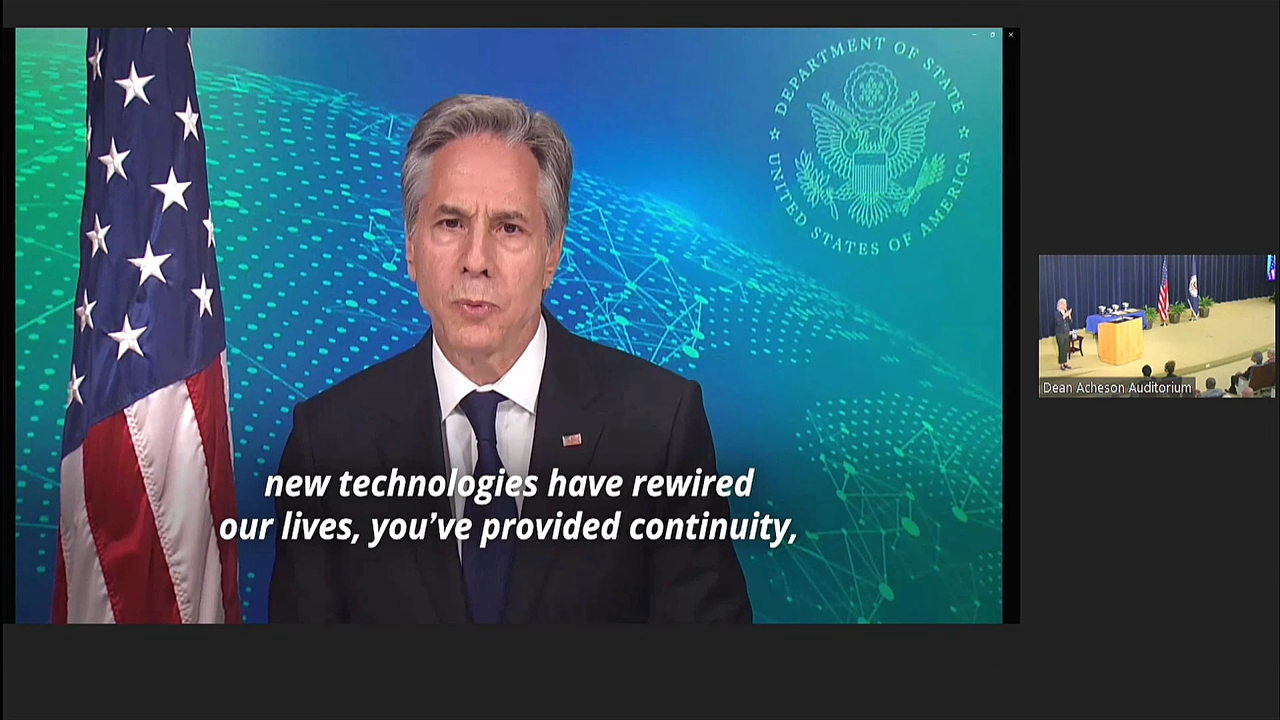 DEPARTMENT OF STATE
UNITED STATES OF AMERICA
new technologies have rewired
our lives, you've provided continuity,
Dean Acheson Auditorium